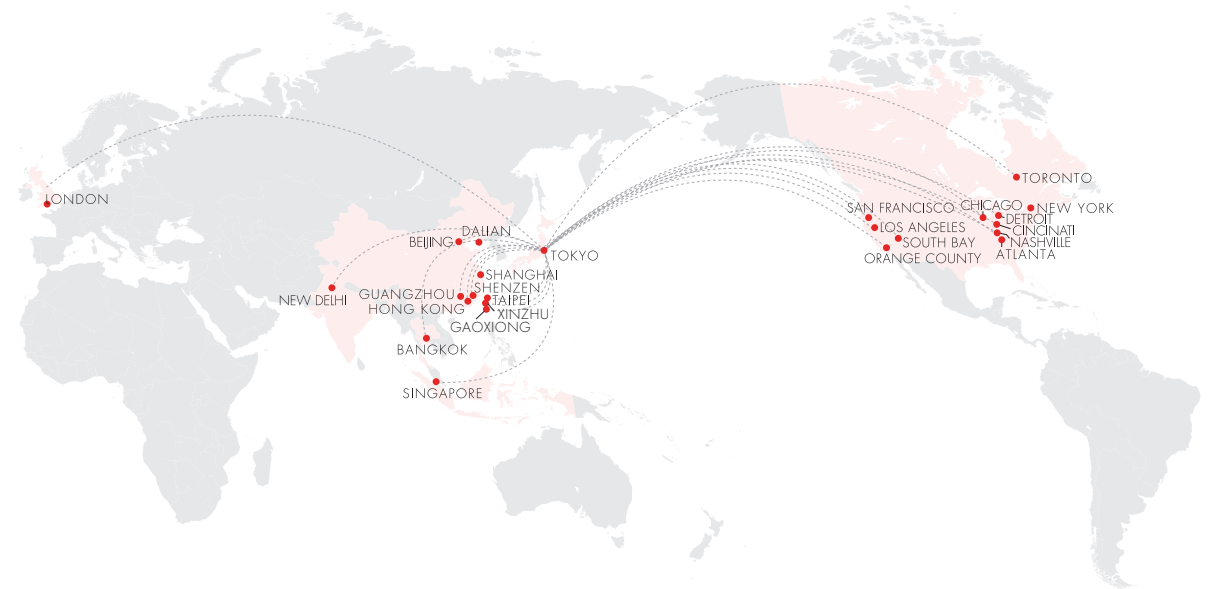 LONDON
NEW DELHI
BEIJING
DALIAN
TOKYO
SHANGHAI
SHENZEN
GUANGZHOU
HONG KONG
TAIPEI
XINZHU
GAOXIONG
BANGKOK
SINGAPORE
TORONTO
SAN FRANCISCO
LOS ANGELES
SOUTH BAY
ORANGE COUNTY
CHICAGO
NEW YORK
DETROIT
CINCINATI
NASHVILLE
ATLANTA